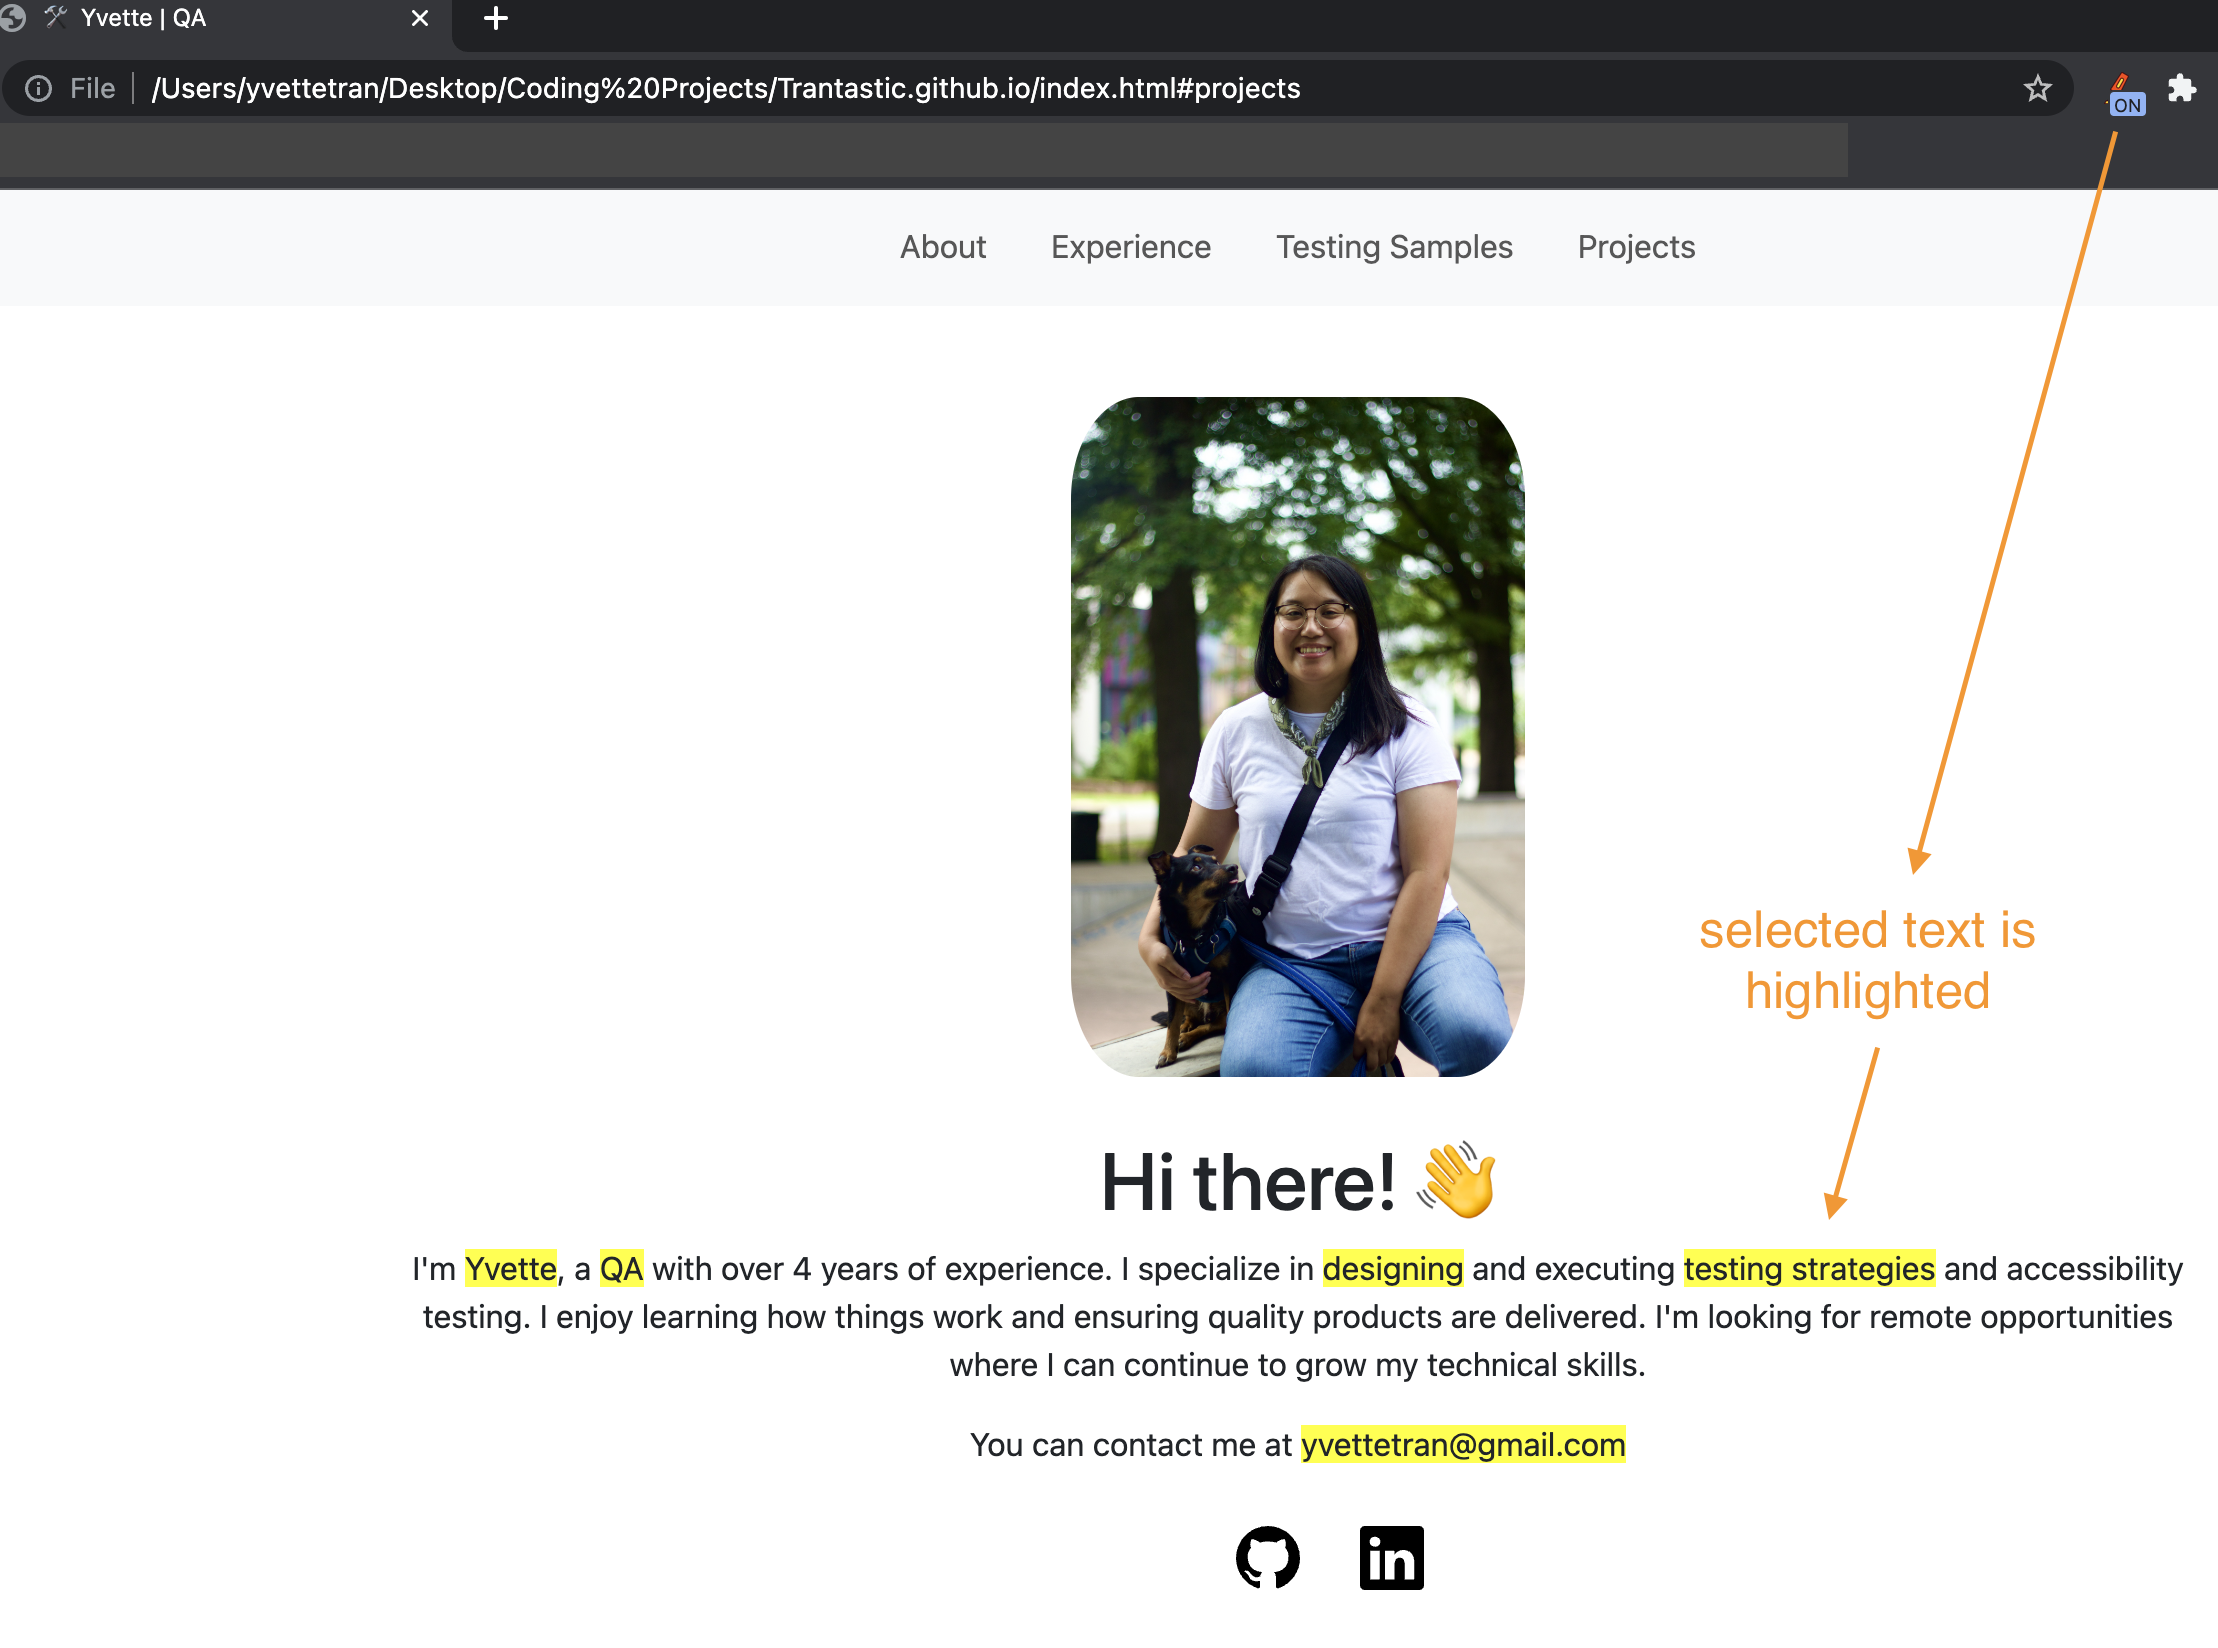 Yvette | QA
File
/Users/yvettetran/Desktop/Coding%20Projects/Trantastic.github.io/index.html#projects
ON
About Experience Testing Samples Projects
selected text is
highlighted
Hi there! 👋
I'm Yvette, a QA with over 4 years of experience. I specialize in designing and executing testing strategies and accessibility
testing. I enjoy learning how things work and ensuring quality products are delivered. I'm looking for remote opportunities
where I can continue to grow my technical skills.
You can contact me at yvettetran@gmail.com
in